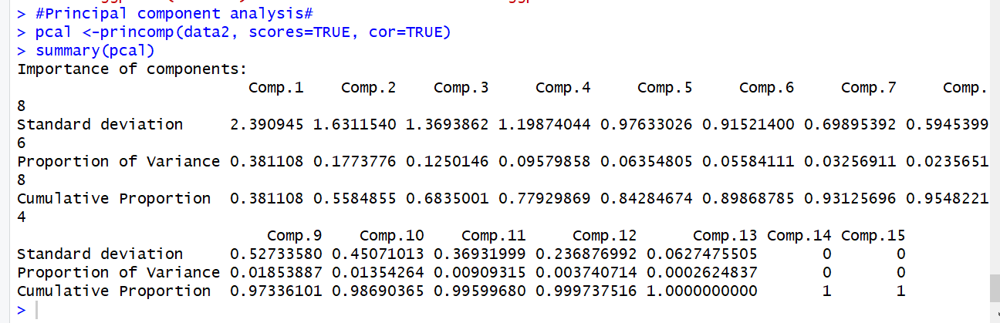 > #Principal component analysis#
> pcal <-princomp(data2, scores=TRUE, cor=TRUE)
> summary(pcal)
Importance of components:
                         Comp.1    Comp.2    Comp.3     Comp.4     Comp.5     Comp.6     Comp.7     Comp.
8
Standard deviation     2.390945 1.6311540 1.3693862 1.19874044 0.97633026 0.91521400 0.69895392 0.5945399
6
Proportion of Variance 0.381108 0.1773776 0.1250146 0.09579858 0.06354805 0.05584111 0.03256911 0.0235651
8
Cumulative Proportion  0.381108 0.5584855 0.6835001 0.77929869 0.84284674 0.89868785 0.93125696 0.9548221
4
                           Comp.9    Comp.10    Comp.11     Comp.12      Comp.13 Comp.14 Comp.15
Standard deviation     0.52733580 0.45071013 0.36931999 0.236876992 0.0627475505       0       0
Proportion of Variance 0.01853887 0.01354264 0.00909315 0.003740714 0.0002624837       0       0
Cumulative Proportion  0.97336101 0.98690365 0.99599680 0.999737516 1.0000000000       1       1
>